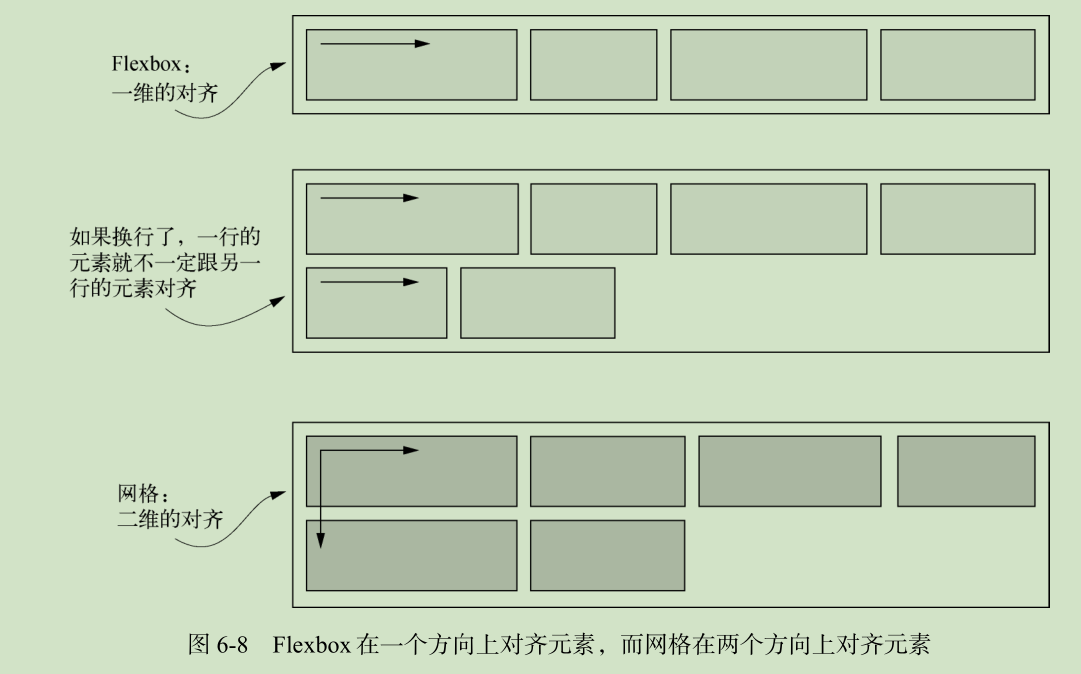 Flexbox：
一维的对齐
如果换行了，一行的
元素就不一定跟另一
行的元素对齐
网格：
二维的对齐
图 6-8 Flexbox 在一个方向上对齐元素，而网格在两个方向上对齐元素